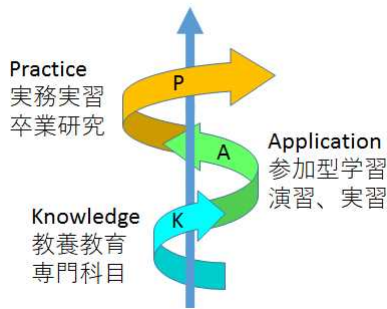 Practice
実務実習
卒業研究
P
Application
参加型学習
演習、実習
A
Knowledge
教養教育
専門科目
K